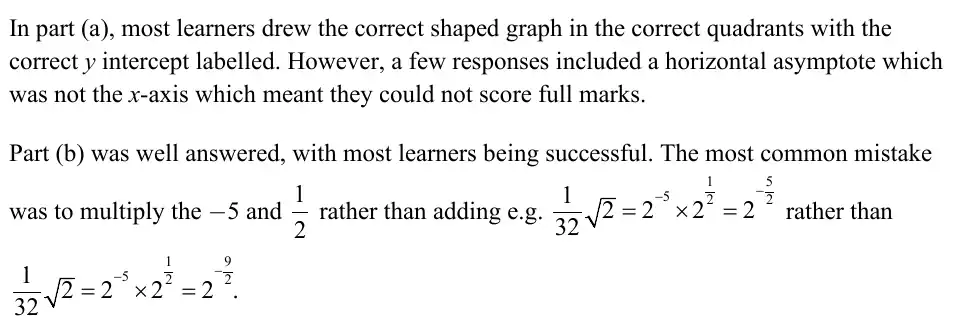 In part (a), most learners drew the correct shaped graph in the correct quadrants with the
correct y intercept labelled. However, a few responses included a horizontal asymptote which
was not the x-axis which meant they could not score full marks.
Part (b) was well answered, with most learners being successful. The most common mistake
was to multiply the −5 and 1/2 rather than adding e.g. 1/32 √2 = 2^(−5) × 2^(1/2) = 2^(−5/2) rather than
1/32 √2 = 2^(−5) × 2^(1/2) = 2^(−9/2).